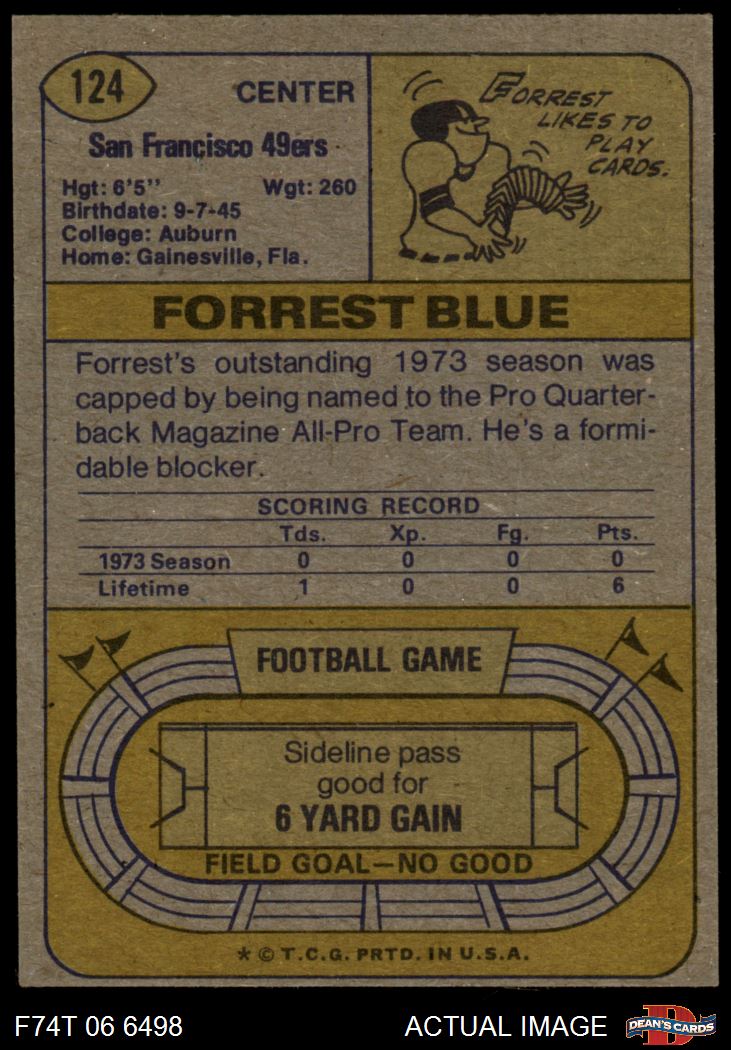 124
CENTER
San Francisco 49ers
Hgt: 6'5'' Wgt: 260
Birthdate: 9-7-45
College: Auburn
Home: Gainesville, Fla.
FORREST
LIKES TO
PLAY
CARDS.
FORREST BLUE
Forrest's outstanding 1973 season was
capped by being named to the Pro Quarter-
back Magazine All-Pro Team. He's a formi-
dable blocker.
SCORING RECORD
Tds. Xp. Fg. Pts.
1973 Season 0 0 0 0
Lifetime 1 0 0 6
FOOTBALL GAME
Sideline pass
good for
6 YARD GAIN
FIELD GOAL—NO GOOD
* © T.C.G. PRTD. IN U.S.A.
F74T 06 6498 ACTUAL IMAGE
D
DEAN'S CARDS